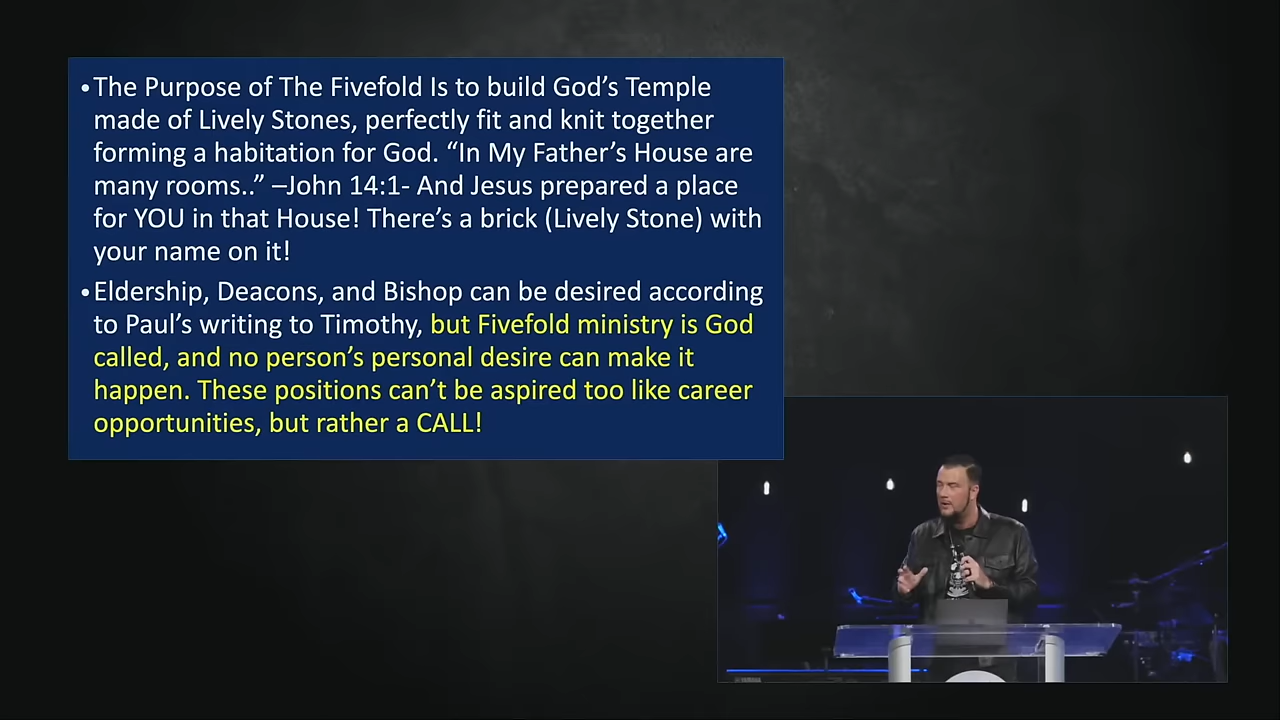 •The Purpose of The Fivefold Is to build God’s Temple
made of Lively Stones, perfectly fit and knit together
forming a habitation for God. “In My Father’s House are
many rooms..” –John 14:1- And Jesus prepared a place
for YOU in that House! There’s a brick (Lively Stone) with
your name on it!
•Eldership, Deacons, and Bishop can be desired according
to Paul’s writing to Timothy, but Fivefold ministry is God
called, and no person’s personal desire can make it
happen. These positions can’t be aspired too like career
opportunities, but rather a CALL!